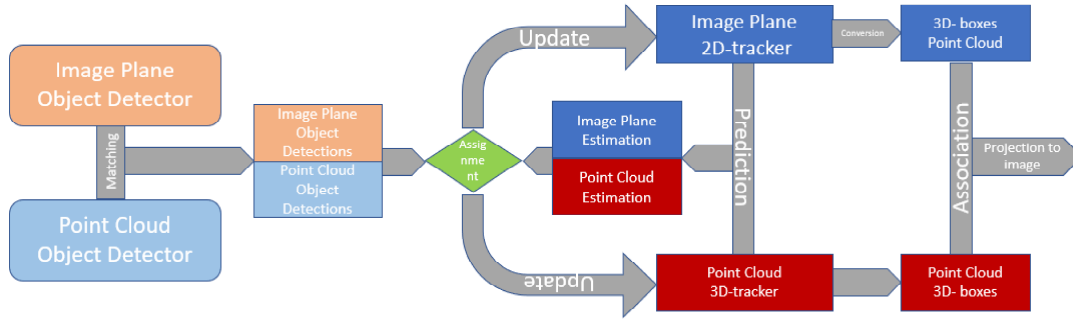 Image Plane
Object Detector
Matching
Point Cloud
Object Detector
Image Plane
Object
Detections
Point Cloud
Object
Detections
Assig
nme
nt
Update
Update
Image Plane
Estimation
Point Cloud
Estimation
Image Plane
2D-tracker
Prediction
Point Cloud
3D-tracker
Conversion
3D- boxes
Point Cloud
Association
Point Cloud
3D- boxes
Projection to
image